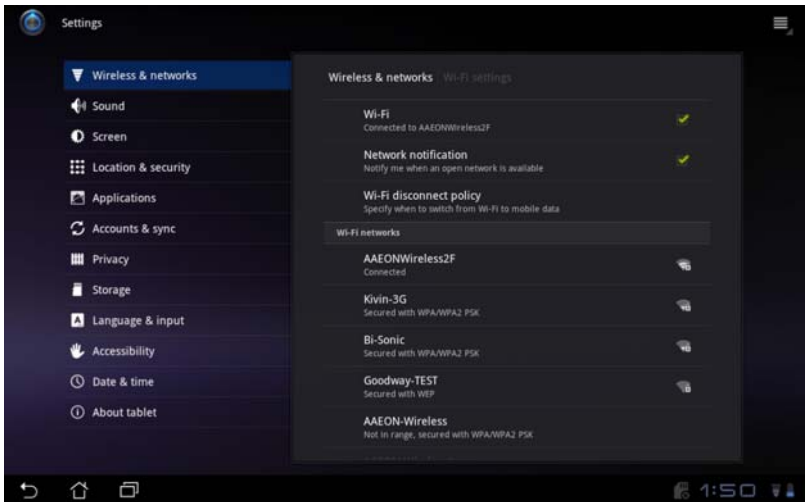 Settings
Wireless & networks
Sound
Screen
Location & security
Applications
Accounts & sync
Privacy
Storage
Language & input
Accessibility
Date & time
About tablet
Wireless & networks Wi-Fi settings
Wi-Fi
Connected to AAEONWireless2F
Network notification
Notify me when an open network is available
Wi-Fi disconnect policy
Specify when to switch from Wi-Fi to mobile data
Wi-Fi networks
AAEONWireless2F
Connected
Kivin-3G
Secured with WPA/WPA2 PSK
Bi-Sonic
Secured with WPA/WPA2 PSK
Goodway-TEST
Secured with WEP
AAEON-Wireless
Not in range, secured with WPA/WPA2 PSK
1:50